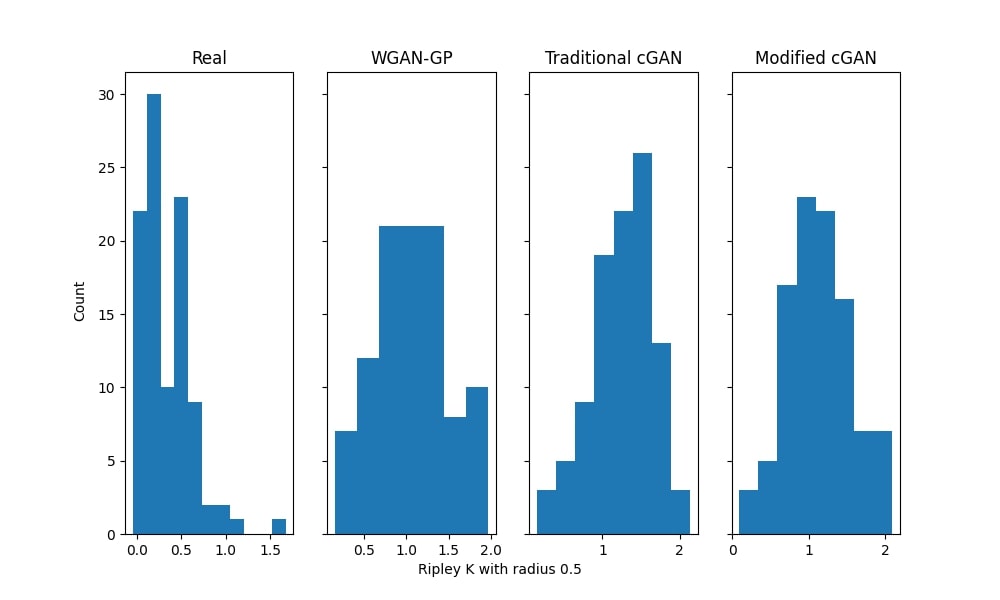 Real
WGAN-GP
Traditional cGAN
Modified cGAN
Count
30
25
20
15
10
5
0
0.0 0.5 1.0 1.5
0.5 1.0 1.5 2.0
1 2
0 1 2
Ripley K with radius 0.5